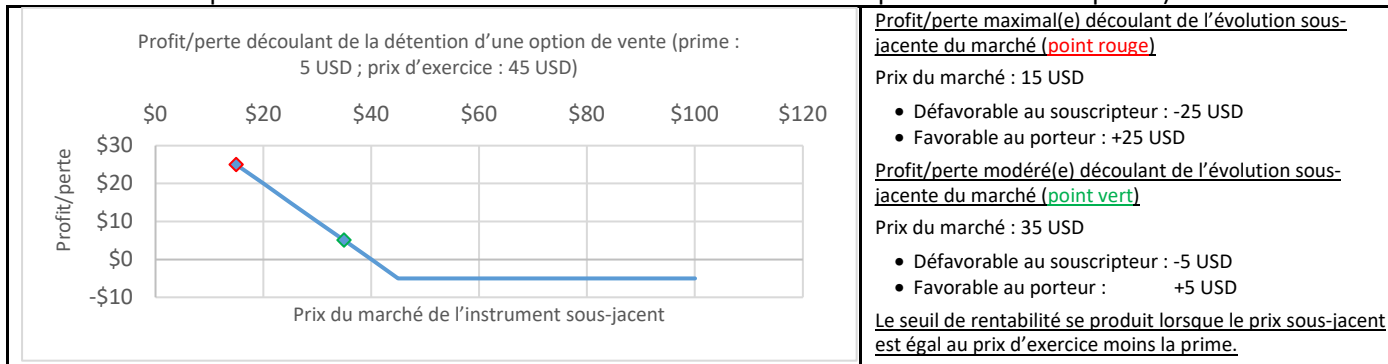 Profit/perte découlant de la détention d'une option de vente (prime :
5 USD ; prix d'exercice : 45 USD)
$0 $20 $40 $60 $80 $100 $120
$30
$20
$10
$0
-$10
Profit/perte
Prix du marché de l'instrument sous-jacent
Profit/perte maximal(e) découlant de l'évolution sous-
jacente du marché (point rouge)
Prix du marché : 15 USD
• Défavorable au souscripteur : -25 USD
• Favorable au porteur : +25 USD
Profit/perte modéré(e) découlant de l'évolution sous-
jacente du marché (point vert)
Prix du marché : 35 USD
• Défavorable au souscripteur : -5 USD
• Favorable au porteur : +5 USD
Le seuil de rentabilité se produit lorsque le prix sous-jacent
est égal au prix d'exercice moins la prime.